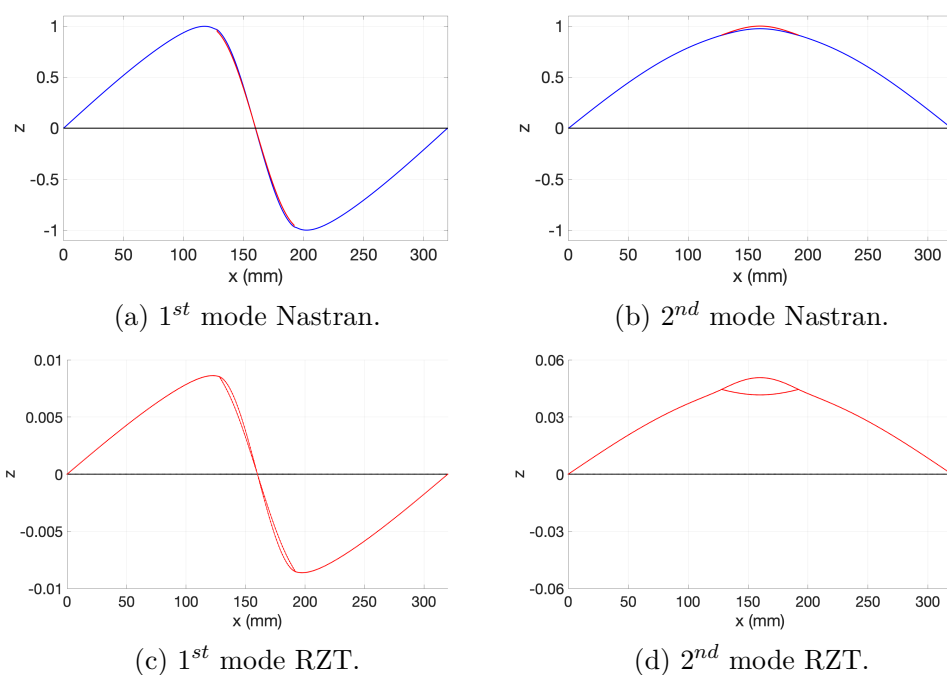 1
0.5
0
-0.5
-1
z
0 50 100 150 200 250 300
x (mm)
(a) 1st mode Nastran.
1
0.5
0
-0.5
-1
z
0 50 100 150 200 250 300
x (mm)
(b) 2nd mode Nastran.
0.01
0.005
0
-0.005
-0.01
z
0 50 100 150 200 250 300
x (mm)
(c) 1st mode RZT.
0.06
0.03
0
-0.03
-0.06
z
0 50 100 150 200 250 300
x (mm)
(d) 2nd mode RZT.